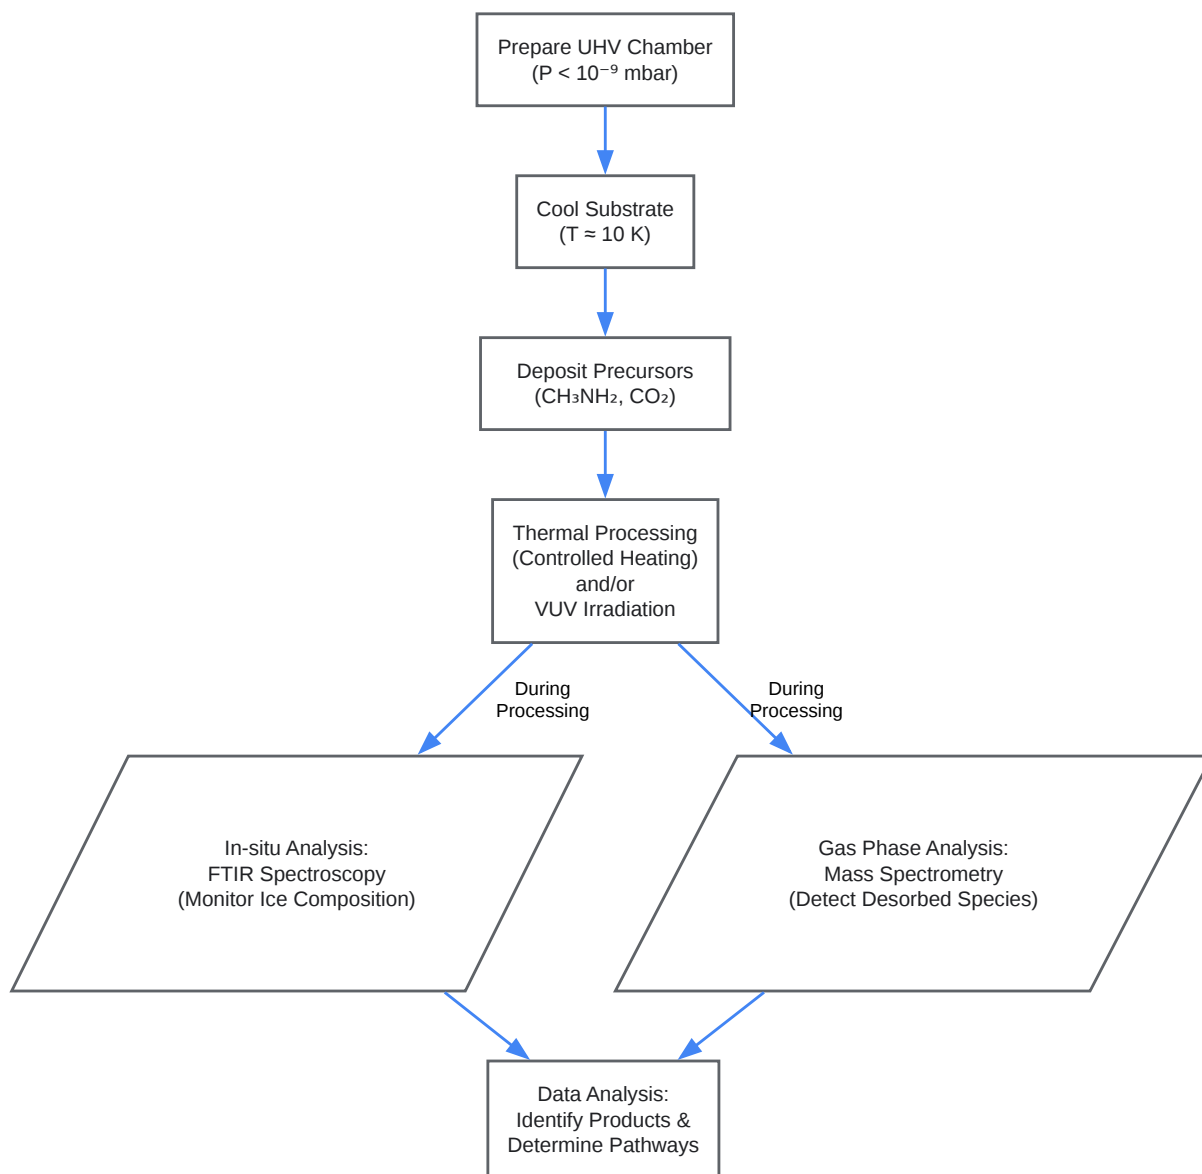 Prepare UHV Chamber
(P < 10⁻⁹ mbar)
Cool Substrate
(T ≈ 10 K)
Deposit Precursors
(CH₃NH₂, CO₂)
Thermal Processing
(Controlled Heating)
and/or
VUV Irradiation
During
Processing
During
Processing
In-situ Analysis:
FTIR Spectroscopy
(Monitor Ice Composition)
Gas Phase Analysis:
Mass Spectrometry
(Detect Desorbed Species)
Data Analysis:
Identify Products &
Determine Pathways